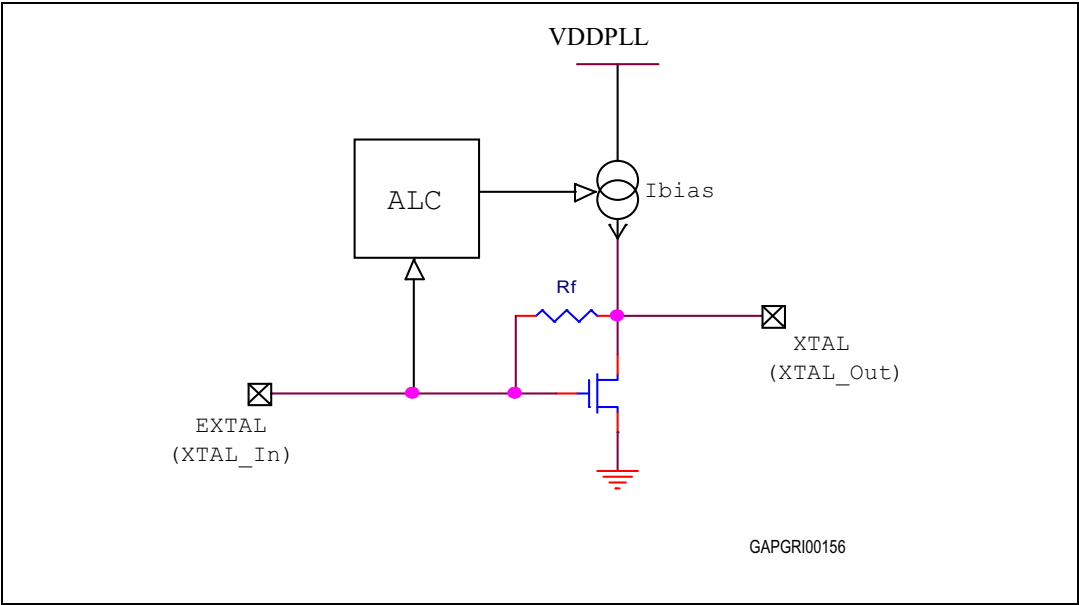 VDDPLL
ALC
Ibias
Rf
XTAL
(XTAL_Out)
EXTAL
(XTAL_In)
GAPGRI00156